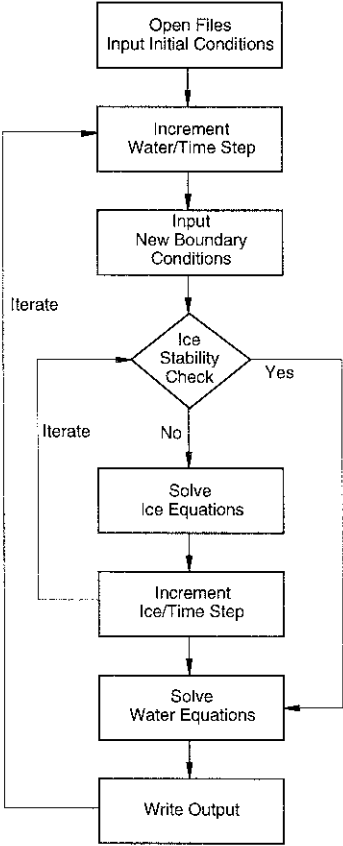 Open Files
Input Initial Conditions
Increment
Water/Time Step
Input
New Boundary
Conditions
Iterate
Ice
Stability
Check
Yes
Iterate
No
Solve
Ice Equations
Increment
Ice/Time Step
Solve
Water Equations
Write Output